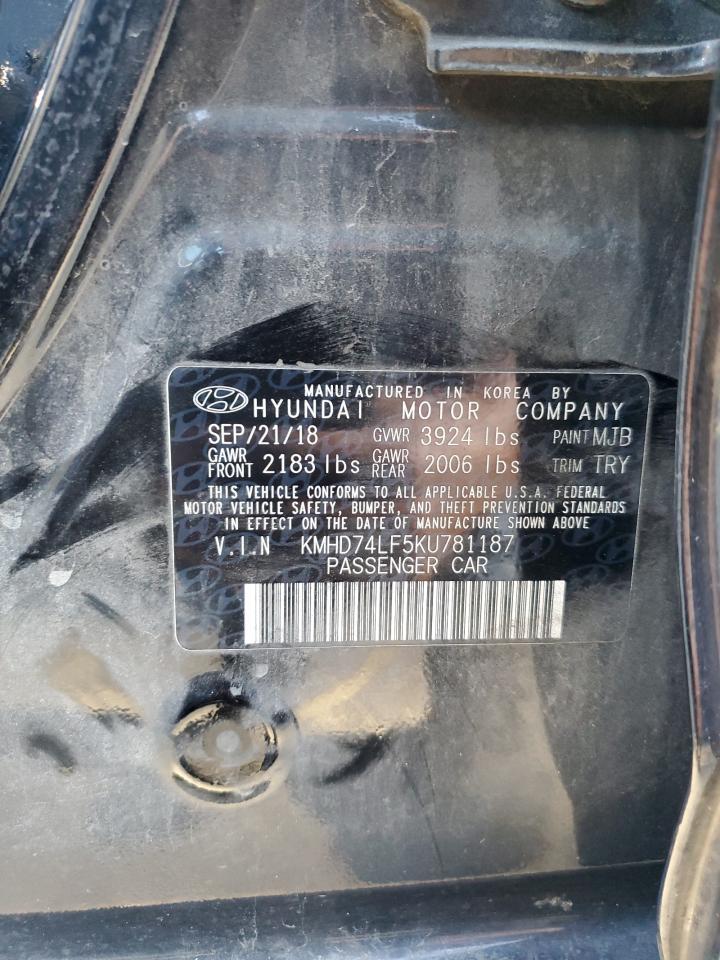 MANUFACTURED IN KOREA BY
HYUNDAI MOTOR COMPANY
SEP/21/18 GVWR 3924 lbs PAINT MJB
GAWR FRONT 2183 lbs GAWR REAR 2006 lbs TRIM TRY
THIS VEHICLE CONFORMS TO ALL APPLICABLE U.S.A. FEDERAL
MOTOR VEHICLE SAFETY, BUMPER, AND THEFT PREVENTION STANDARDS
IN EFFECT ON THE DATE OF MANUFACTURE SHOWN ABOVE
V.I.N KMHD74LF5KU781187
PASSENGER CAR